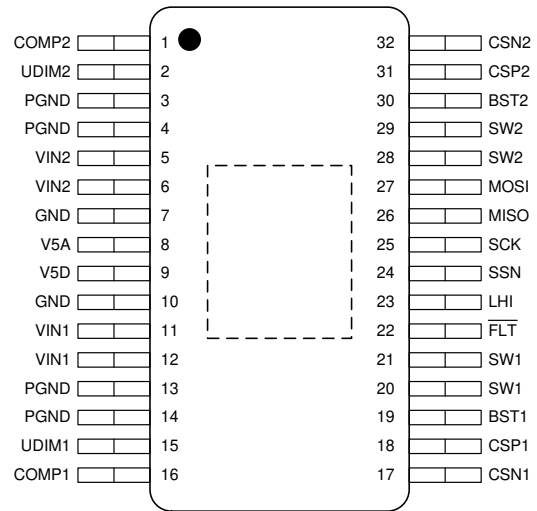 COMP2 1 32 CSN2
UDIM2 2 31 CSP2
PGND 3 30 BST2
PGND 4 29 SW2
VIN2 5 28 SW2
VIN2 6 27 MOSI
GND 7 26 MISO
V5A 8 25 SCK
V5D 9 24 SSN
GND 10 23 LHI
VIN1 11 22 FLT
VIN1 12 21 SW1
PGND 13 20 SW1
PGND 14 19 BST1
UDIM1 15 18 CSP1
COMP1 16 17 CSN1